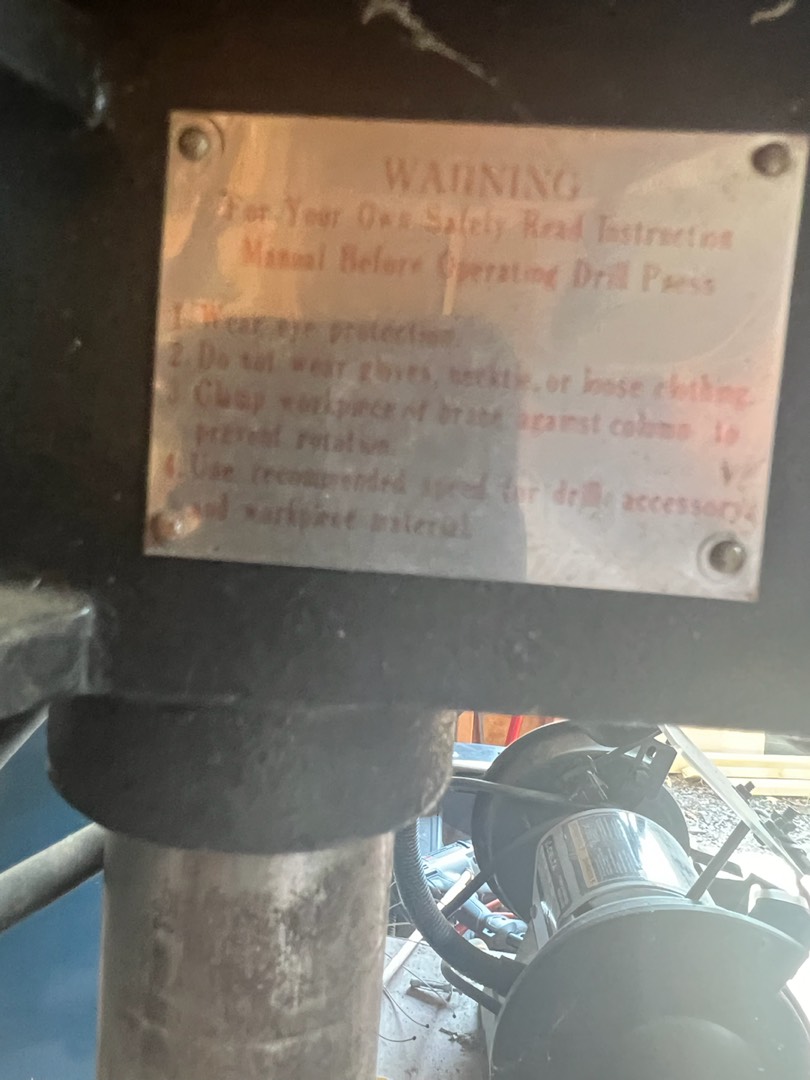 WARNING
For Your Own Safely Read Instruction
Manual Before Operating Drill Press
1. Wear eye protection.
2. Do not wear gloves, necktie, or loose clothing.
3. Clamp workpiece or brace against column to
prevent rotation.
4. Use recommended speed for drill, accessory,
and workpiece material.